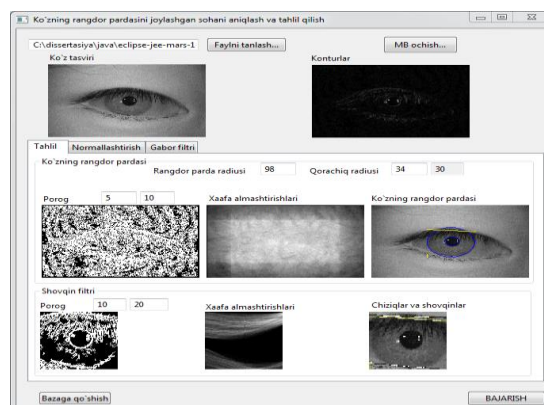 Ko`zning rangdor pardasini joylashgan sohani aniqlash va tahlil qilish
C:\dissertasiya\java\eclipse-jee-mars-1 Faylni tanlash... MB ochish...
Ko`z tasviri Konturlar
Tahlil Normallashtirish Gabor filtri
Ko`zning rangdor pardasi
Rangdor parda radiusi 98 Qorachiq radiusi 34 30
Porog 5 10 Xaafa almashtirishlari Ko`zning rangdor pardasi
Shovqin filtri
Porog 10 20 Xaafa almashtirishlari Chiziqlar va shovqinlar
Bazaga qo`shish BAJARISH